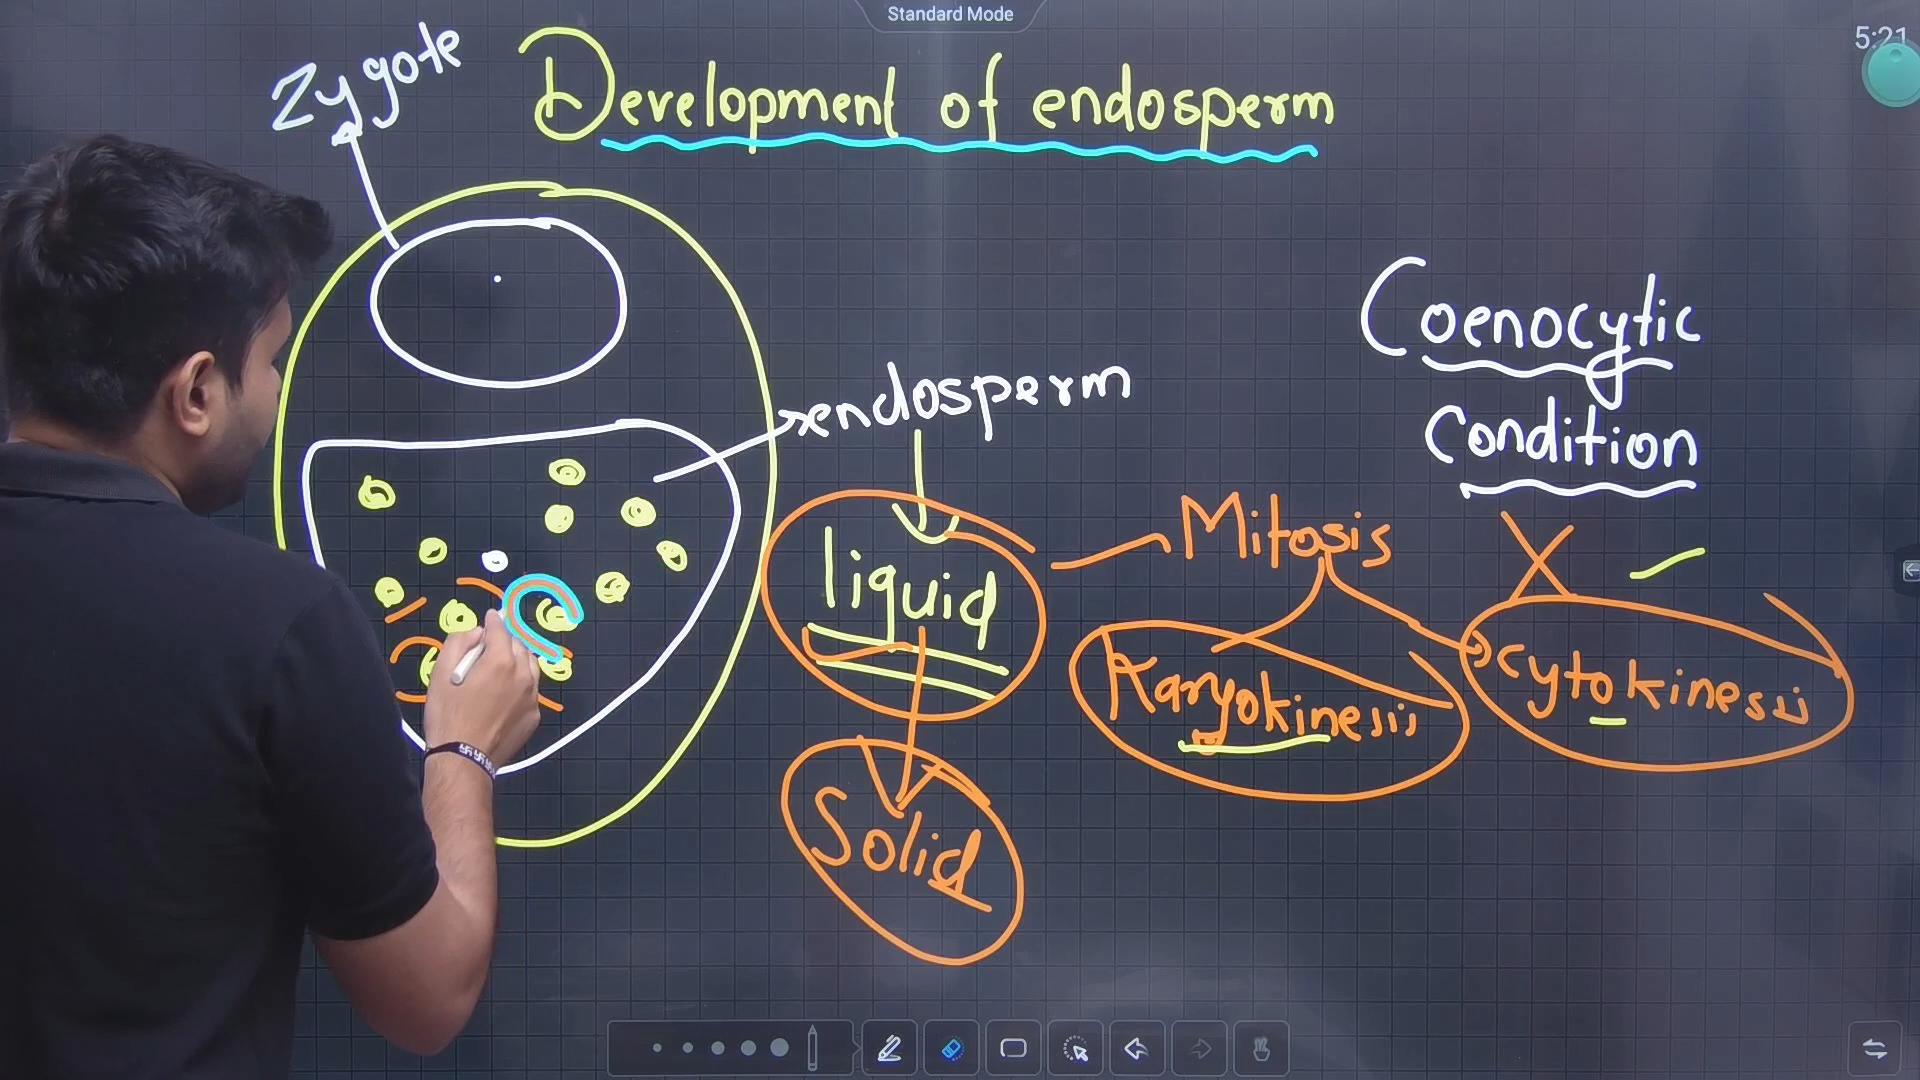 Standard Mode
5:21
Zygote
Development of endosperm
Coenocytic
condition
endosperm
Mitosis
X
liquid
Karyokinesis
Cytokinesis
Solid